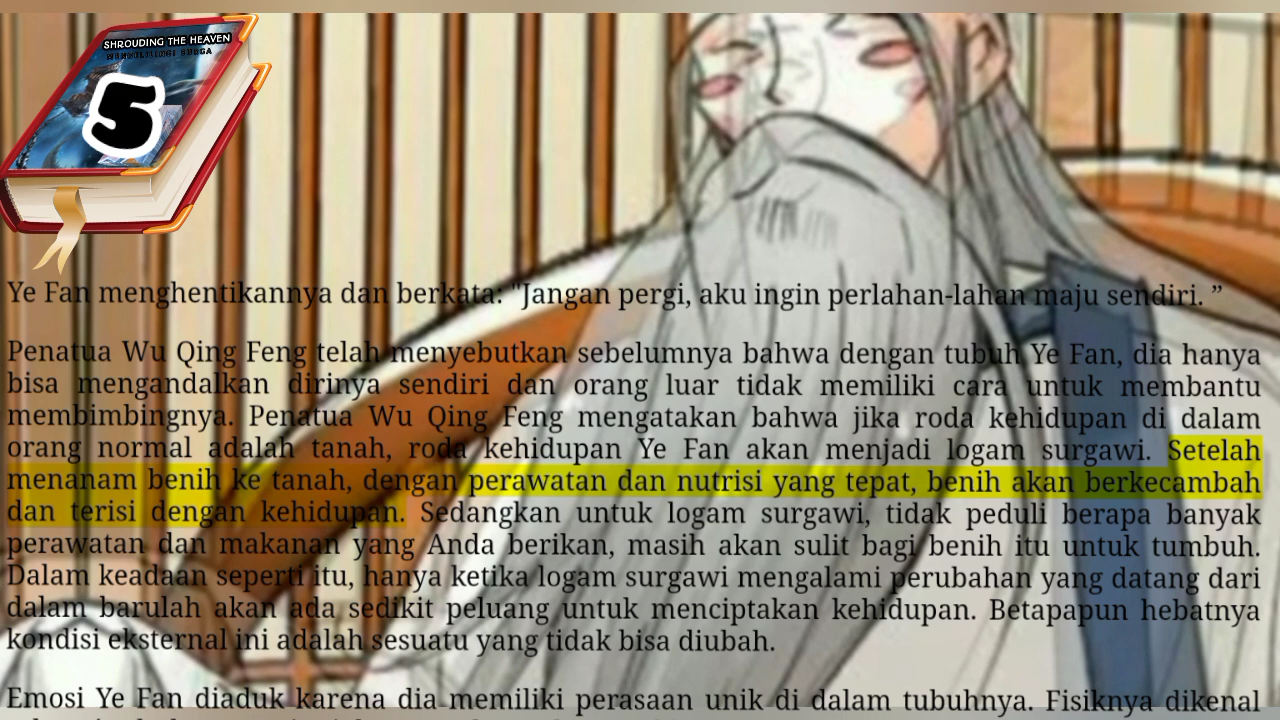 SHROUDING THE HEAVEN
5
Ye Fan menghentikannya dan berkata: "Jangan pergi, aku ingin perlahan-lahan maju sendiri. ”
Penatua Wu Qing Feng telah menyebutkan sebelumnya bahwa dengan tubuh Ye Fan, dia hanya
bisa mengandalkan dirinya sendiri dan orang luar tidak memiliki cara untuk membantu
membimbingnya. Penatua Wu Qing Feng mengatakan bahwa jika roda kehidupan di dalam
orang normal adalah tanah, roda kehidupan Ye Fan akan menjadi logam surgawi. Setelah
menanam benih ke tanah, dengan perawatan dan nutrisi yang tepat, benih akan berkecambah
dan terisi dengan kehidupan. Sedangkan untuk logam surgawi, tidak peduli berapa banyak
perawatan dan makanan yang Anda berikan, masih akan sulit bagi benih itu untuk tumbuh.
Dalam keadaan seperti itu, hanya ketika logam surgawi mengalami perubahan yang datang dari
dalam barulah akan ada sedikit peluang untuk menciptakan kehidupan. Betapapun hebatnya
kondisi eksternal ini adalah sesuatu yang tidak bisa diubah.
Emosi Ye Fan diaduk karena dia memiliki perasaan unik di dalam tubuhnya. Fisiknya dikenal